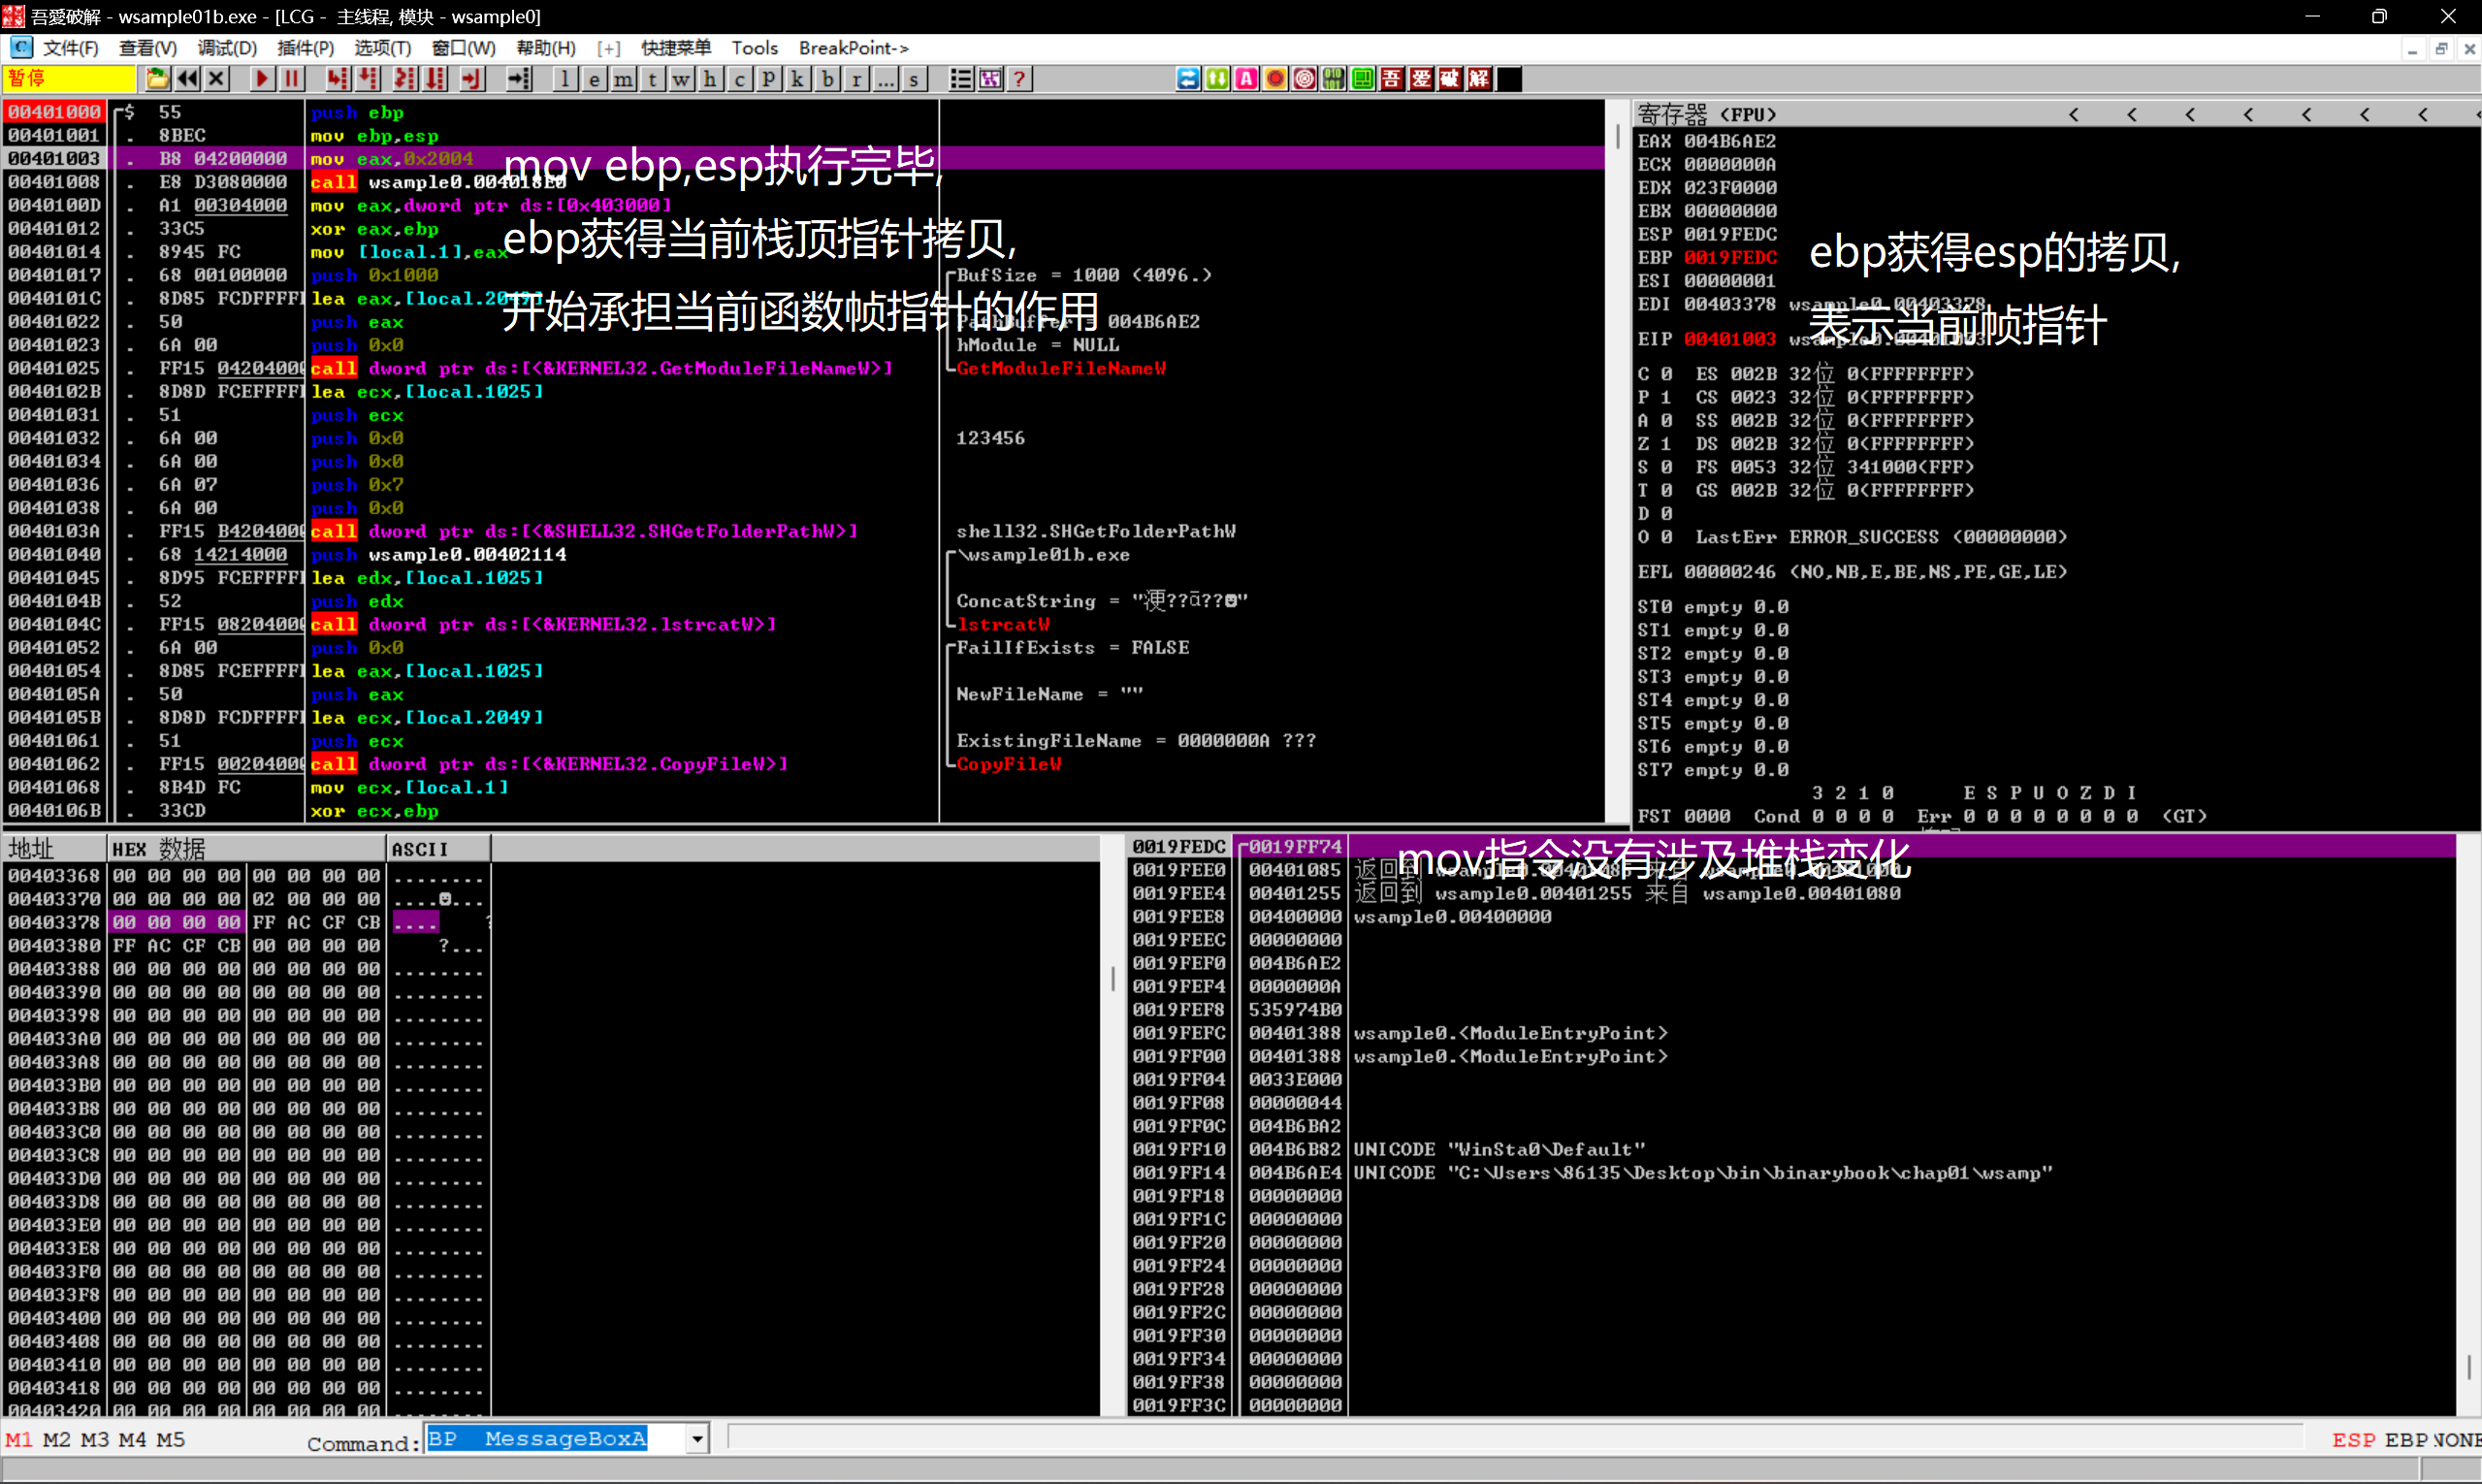 吾愛破解 - wsample01b.exe - [LCG - 主线程, 模块 - wsample0]
文件(F) 查看(V) 调试(D) 插件(P) 选项(T) 窗口(W) 帮助(H) [+] 快捷菜单 Tools BreakPoint->
暂停 l e m t w h c P k b r ... s ? A 吾 爱 破 解
00401000 $ 55 push ebp
00401001 . 8BEC mov ebp,esp
00401003 . B8 04200000 mov eax,0x2004
00401008 . E8 D3080000 call wsample0.004018E0
0040100D . A1 00304000 mov eax,dword ptr ds:[0x403000]
00401012 . 33C5 xor eax,ebp
00401014 . 8945 FC mov [local.1],eax
00401017 . 68 00100000 push 0x1000 BufSize = 1000 (4096.)
0040101C . 8D85 FCDFFFFF lea eax,[local.2049]
00401022 . 50 push eax PathBuffer = 004B6AE2
00401023 . 6A 00 push 0x0 hModule = NULL
00401025 . FF15 04204000 call dword ptr ds:[<&KERNEL32.GetModuleFileNameW>] GetModuleFileNameW
0040102B . 8D8D FCEFFFFF lea ecx,[local.1025]
00401031 . 51 push ecx
00401032 . 6A 00 push 0x0 123456
00401034 . 6A 00 push 0x0
00401036 . 6A 07 push 0x7
00401038 . 6A 00 push 0x0
0040103A . FF15 B4204000 call dword ptr ds:[<&SHELL32.SHGetFolderPathW>] shell32.SHGetFolderPathW
00401040 . 68 14214000 push wsample0.00402114 \wsample01b.exe
00401045 . 8D95 FCEFFFFF lea edx,[local.1025]
0040104B . 52 push edx ConcatString =
0040104C . FF15 08204000 call dword ptr ds:[<&KERNEL32.lstrcatW>] lstrcatW
00401052 . 6A 00 push 0x0 FailIfExists = FALSE
00401054 . 8D85 FCEFFFFF lea eax,[local.1025]
0040105A . 50 push eax NewFileName = ""
0040105B . 8D8D FCDFFFFF lea ecx,[local.2049]
00401061 . 51 push ecx ExistingFileName = 0000000A ???
00401062 . FF15 00204000 call dword ptr ds:[<&KERNEL32.CopyFileW>] CopyFileW
00401068 . 8B4D FC mov ecx,[local.1]
0040106B . 33CD xor ecx,ebp
mov ebp,esp执行完毕,
ebp获得当前栈顶指针拷贝,
开始承担当前函数帧指针的作用
寄存器 (FPU) < < < < < < <
EAX 004B6AE2
ECX 0000000A
EDX 023F0000
EBX 00000000
ESP 0019FEDC
EBP 0019FEDC
ESI 00000001
EDI 00403378 wsample0.00403378
EIP 00401003 wsample0.00401003
ebp获得esp的拷贝,
表示当前帧指针
C 0 ES 002B 32位 0(FFFFFFFF)
P 1 CS 0023 32位 0(FFFFFFFF)
A 0 SS 002B 32位 0(FFFFFFFF)
Z 1 DS 002B 32位 0(FFFFFFFF)
S 0 FS 0053 32位 341000(FFF)
T 0 GS 002B 32位 0(FFFFFFFF)
D 0
O 0 LastErr ERROR_SUCCESS (00000000)
EFL 00000246 (NO,NB,E,BE,NS,PE,GE,LE)
ST0 empty 0.0
ST1 empty 0.0
ST2 empty 0.0
ST3 empty 0.0
ST4 empty 0.0
ST5 empty 0.0
ST6 empty 0.0
ST7 empty 0.0
3 2 1 0 E S P U O Z D I
FST 0000 Cond 0 0 0 0 Err 0 0 0 0 0 0 0 0 (GT)
地址 HEX 数据 ASCII
00403368 00 00 00 00 00 00 00 00 ........
00403370 00 00 00 00 02 00 00 00 .... ...
00403378 00 00 00 00 FF AC CF CB .... ?
00403380 FF AC CF CB 00 00 00 00 ?...
00403388 00 00 00 00 00 00 00 00 ........
00403390 00 00 00 00 00 00 00 00 ........
00403398 00 00 00 00 00 00 00 00 ........
004033A0 00 00 00 00 00 00 00 00 ........
004033A8 00 00 00 00 00 00 00 00 ........
004033B0 00 00 00 00 00 00 00 00 ........
004033B8 00 00 00 00 00 00 00 00 ........
004033C0 00 00 00 00 00 00 00 00 ........
004033C8 00 00 00 00 00 00 00 00 ........
004033D0 00 00 00 00 00 00 00 00 ........
004033D8 00 00 00 00 00 00 00 00 ........
004033E0 00 00 00 00 00 00 00 00 ........
004033E8 00 00 00 00 00 00 00 00 ........
004033F0 00 00 00 00 00 00 00 00 ........
004033F8 00 00 00 00 00 00 00 00 ........
00403400 00 00 00 00 00 00 00 00 ........
00403408 00 00 00 00 00 00 00 00 ........
00403410 00 00 00 00 00 00 00 00 ........
00403418 00 00 00 00 00 00 00 00 ........
00403420 00 00 00 00 00 00 00 00 ........
0019FEDC 0019FF74
mov指令没有涉及堆栈变化
0019FEE0 00401085 返回到 wsample0.00401085 来自 wsample0.00401000
0019FEE4 00401255 返回到 wsample0.00401255 来自 wsample0.00401080
0019FEE8 00400000 wsample0.00400000
0019FEEC 00000000
0019FEF0 004B6AE2
0019FEF4 0000000A
0019FEF8 535974B0
0019FEFC 00401388 wsample0.<ModuleEntryPoint>
0019FF00 00401388 wsample0.<ModuleEntryPoint>
0019FF04 0033E000
0019FF08 00000044
0019FF0C 004B6BA2
0019FF10 004B6B82 UNICODE "WinSta0\Default"
0019FF14 004B6AE4 UNICODE "C:\Users\86135\Desktop\bin\binarybook\chap01\wsamp"
0019FF18 00000000
0019FF1C 00000000
0019FF20 00000000
0019FF24 00000000
0019FF28 00000000
0019FF2C 00000000
0019FF30 00000000
0019FF34 00000000
0019FF38 00000000
0019FF3C 00000000
M1 M2 M3 M4 M5 Command: BP MessageBoxA ESP EBP NONE